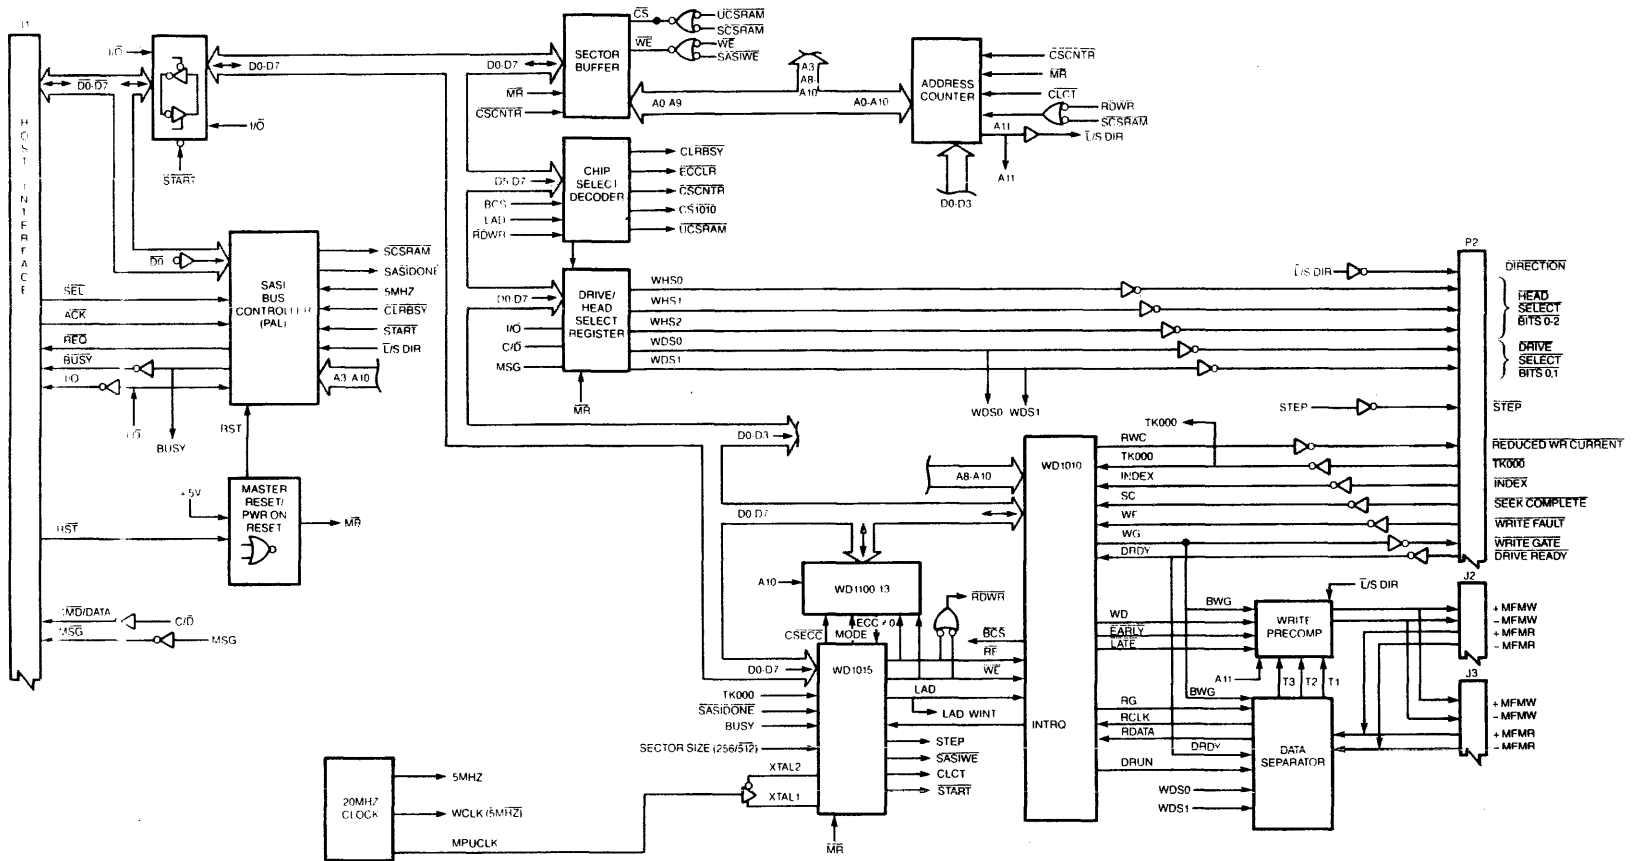 J1
HOST INTERFACE
I/O
D0-D7
D0-D7
I/O
START
SECTOR
BUFFER
D0-D7
MR
CSCNTR
CS
UCSRAM
SCSRAM
WE
WE
SASIWE
A0-A9
A3
A8-
A10
A0-A10
ADDRESS
COUNTER
CSCNTR
MR
CLCT
RDWR
SCSRAM
A11
L/S DIR
A11
D0-D3
CHIP
SELECT
DECODER
D5-D7
BCS
LAD
RDWR
CLRBSY
ECCLR
CSCNTR
CS1010
UCSRAM
D0
SASI
BUS
CONTROLLER
(PAL)
SCSRAM
SASIDONE
5MHZ
CLRBSY
START
L/S DIR
A3-A10
SEL
ACK
REQ
BUSY
I/O
I/O
BUSY
RST
DRIVE/
HEAD
SELECT
REGISTER
D0-D7
I/O
C/D
MSG
MR
WHS0
WHS1
WHS2
WDS0
WDS1
WDS0
WDS1
L/S DIR
P2
DIRECTION
HEAD
SELECT
BITS 0-2
DRIVE
SELECT
BITS 0,1
STEP
STEP
REDUCED WR CURRENT
TK000
INDEX
SEEK COMPLETE
WRITE FAULT
WRITE GATE
DRIVE READY
+5V
MASTER
RESET/
PWR ON
RESET
MR
RST
CMD/DATA
C/D
MSG
MSG
D0-D3
A8-A10
D0-D7
WD1010
INTRQ
TK000
RWC
TK000
INDEX
SC
WF
WG
DRDY
A10
WD1100-13
CSECC
MODE
ECC ≠ 0
RDWR
BCS
RE
WE
LAD
LAD WINT
WD1015
D0-D7
TK000
SASIDONE
BUSY
SECTOR SIZE (256/512)
XTAL2
XTAL1
MR
STEP
SASIWE
CLCT
START
WD
EARLY
LATE
BWG
WRITE
PRECOMP
L/S DIR
A11
T3
T2
T1
BWG
RG
RCLK
RDATA
DRDY
DRUN
WDS0
WDS1
DATA
SEPARATOR
J2
+ MFMW
- MFMW
+ MFMR
- MFMR
J3
+ MFMW
- MFMW
+ MFMR
- MFMR
20MHZ
CLOCK
5MHZ
WCLK (5MHZ)
MPUCLK